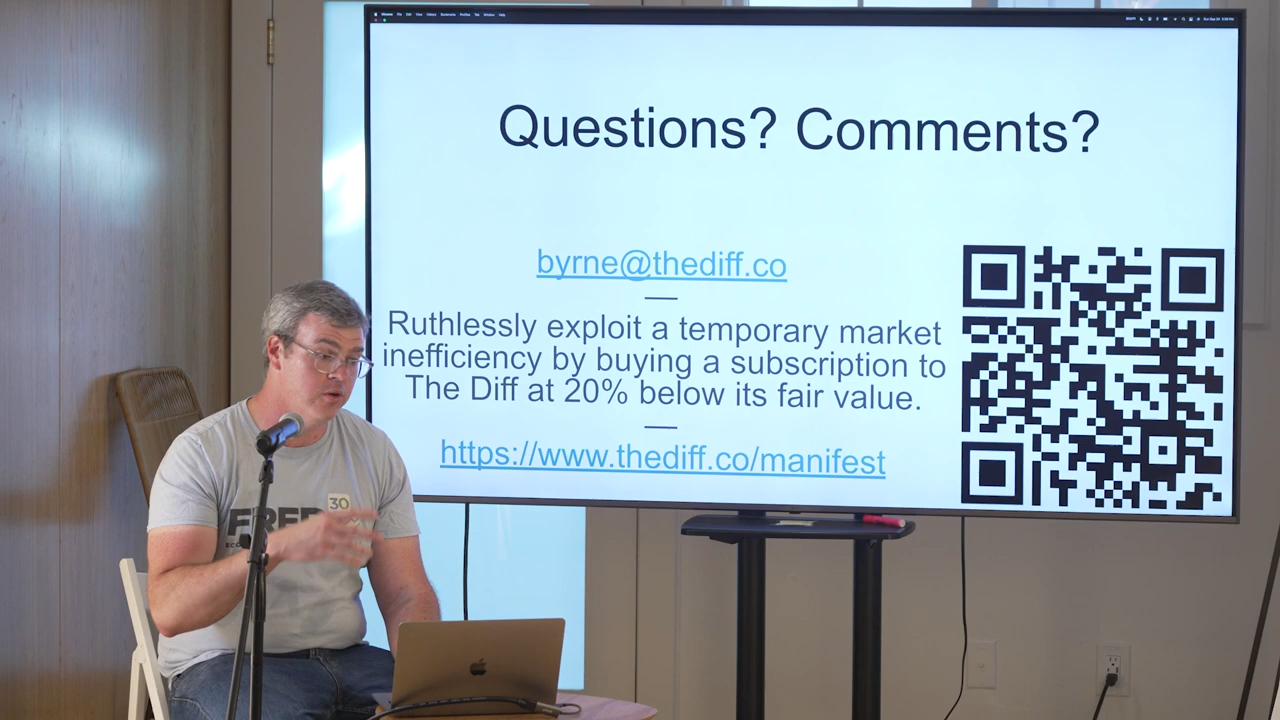 Questions? Comments?
byrne@thediff.co
Ruthlessly exploit a temporary market
inefficiency by buying a subscription to
The Diff at 20% below its fair value.
https://www.thediff.co/manifest
30